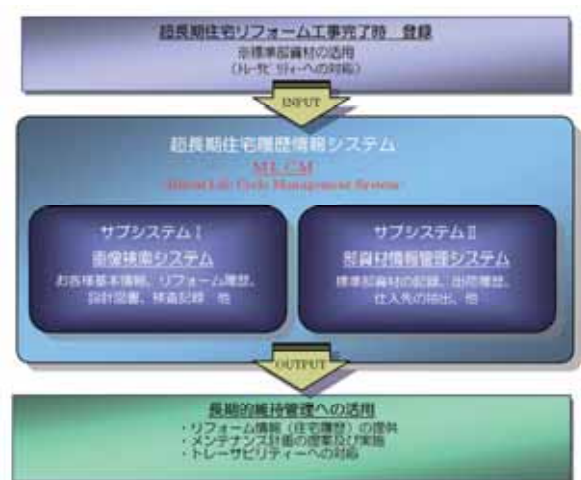 超長期住宅リフォーム工事完了時 登録
※標準部資材の活用
(トレーサビリティーへの対応)
INPUT
超長期住宅履歴情報システム
MLCM
Life Cycle Management System
サブシステムⅠ
画像検索システム
お客様基本情報、リフォーム履歴、
設計図書、検査記録 他
サブシステムⅡ
部資材情報管理システム
標準部資材の記録、出荷履歴、
仕入先の抽出、他
OUTPUT
長期的維持管理への活用
・リフォーム情報(住宅履歴)の提供
・メンテナンス計画の提案及び実施
・トレーサビリティーへの対応